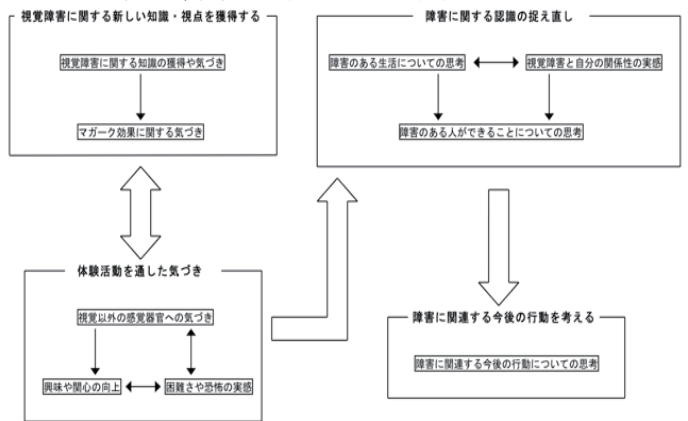 視覚障害に関する新しい知識・視点を獲得する
視覚障害に関する知識の獲得や気づき
マガーク効果に関する気づき
障害に関する認識の捉え直し
障害のある生活についての思考
視覚障害と自分の関係性の実感
障害のある人ができることについての思考
体験活動を通した気づき
視覚以外の感覚器官への気づき
興味や関心の向上
困難さや恐怖の実感
障害に関連する今後の行動を考える
障害に関連する今後の行動についての思考